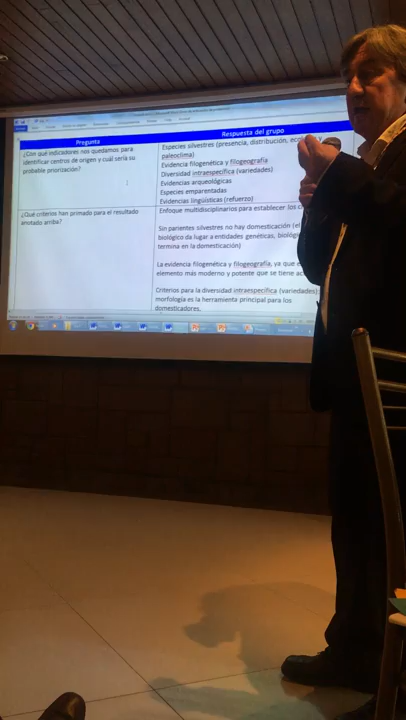 Pregunta
Respuesta del grupo
¿Con qué indicadores nos quedamos para
identificar centros de origen y cuál sería su
probable priorización?
Especies silvestres (presencia, distribución,
paleoclima)
Evidencia filogenética y filogeografía
Diversidad intraespecífica (variedades)
Evidencias arqueológicas
Especies emparentadas
Evidencias lingüísticas (refuerzo)
¿Qué criterios han primado para el resultado
anotado arriba?
Enfoque multidisciplinario para establecer los
Sin parientes silvestres no hay domesticación (el
biológico da lugar a entidades genéticas,
termina en la domesticación)
La evidencia filogenética y filogeografía, ya que
elemento más moderno y potente que se tiene
Criterios para la diversidad intraespecífica (variedades):
morfología es la herramienta principal para los
domesticadores.